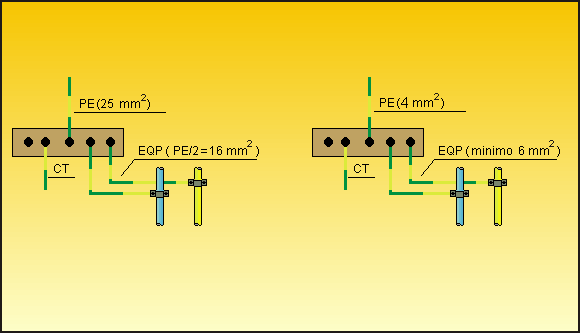 PE(25 mm2)
EQP ( PE/2=16 mm2 )
CT
PE(4 mm2)
EQP (minimo 6 mm2)
CT